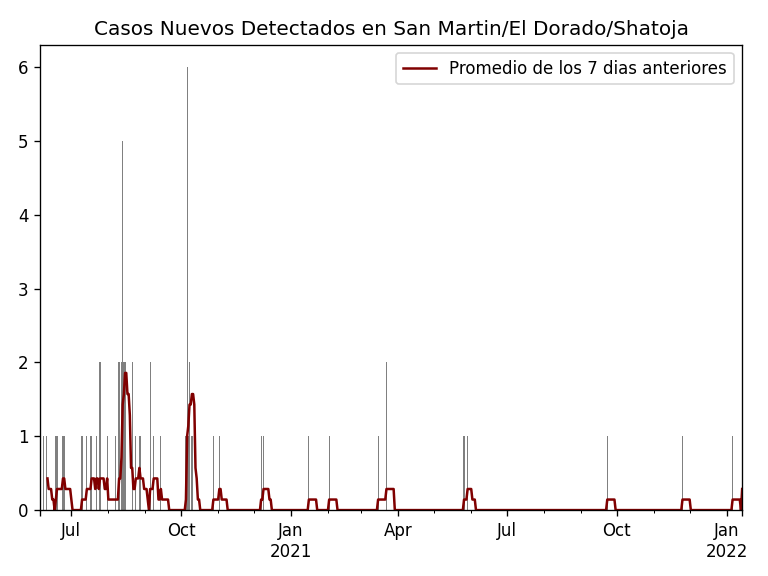 Casos Nuevos Detectados en San Martin/El Dorado/Shatoja
Promedio de los 7 dias anteriores
6
5
4
3
2
1
0
Jul
Oct
Jan
2021
Apr
Jul
Oct
Jan
2022